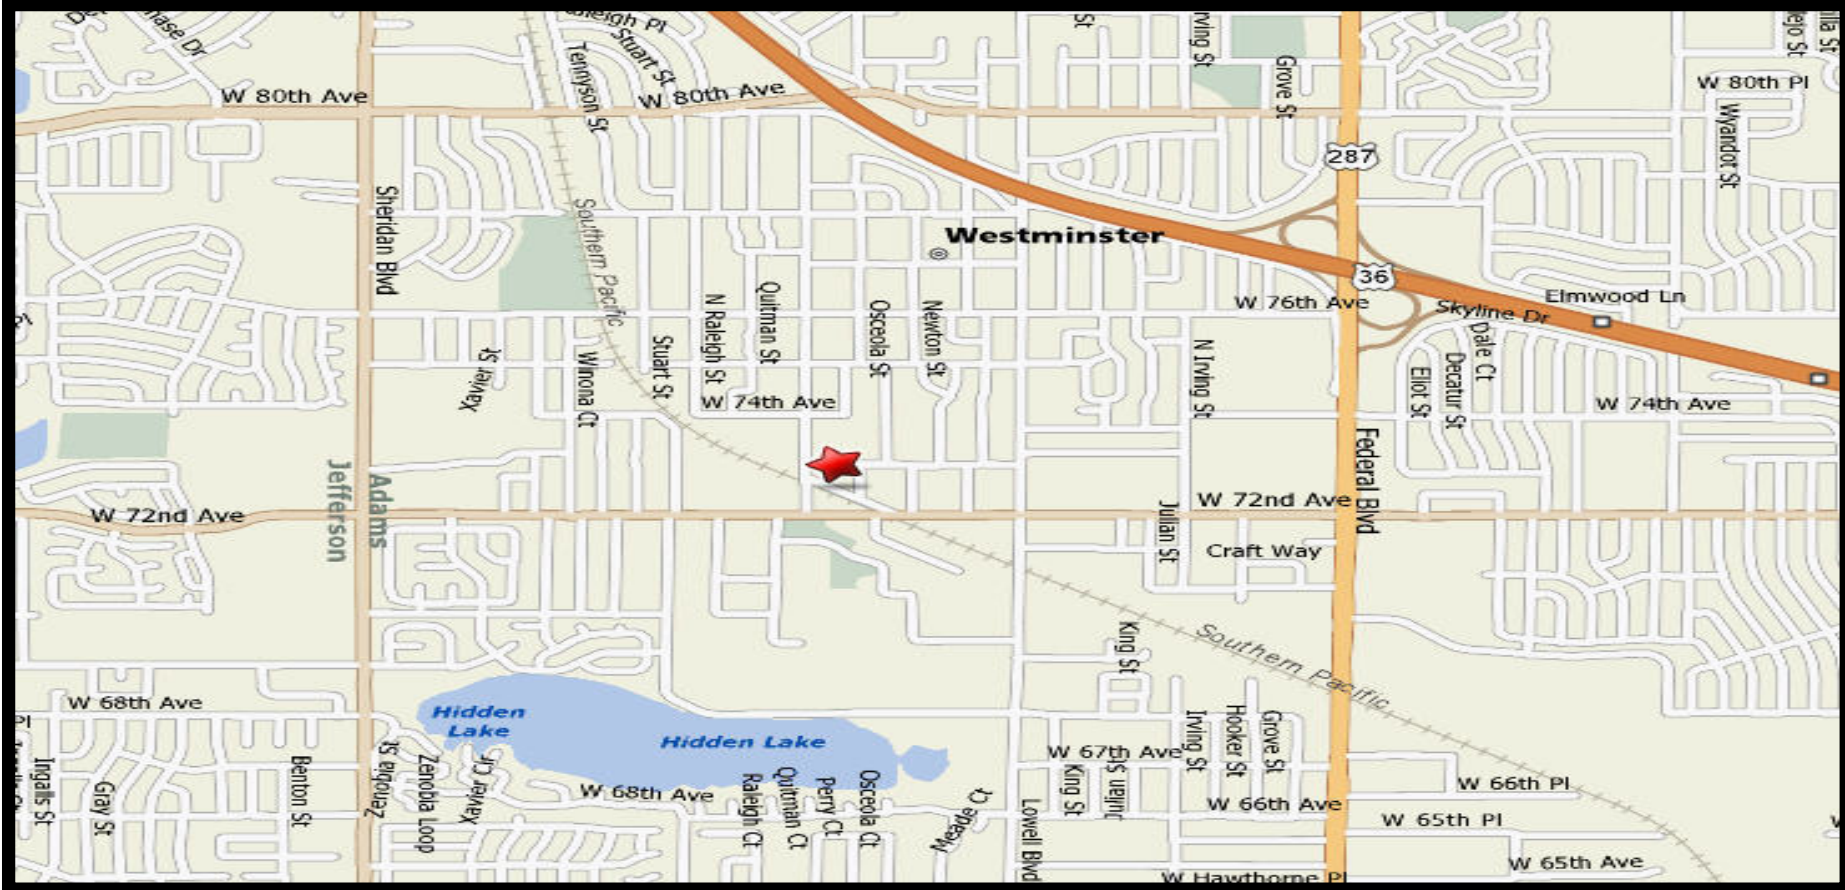 Raleigh Pl
Stuart St
Tennyson St
St
Irving St
Grove St
W 80th Ave
W 80th Ave
W 80th Pl
Wyandot St
287
Sheridan Blvd
Southern Pacific
Westminster
36
W 76th Ave
Skyline Dr
Elmwood Ln
Pl
Xavier St
Winona Ct
Stuart St
N Raleigh St
Quitman St
Osceola St
Newton St
N Irving St
Eliot St
Decatur St
Dale Ct
W 74th Ave
W 74th Ave
Jefferson
Adams
Federal Blvd
W 72nd Ave
W 72nd Ave
Julian St
Craft Way
King St
Southern Pacific
W 68th Ave
Hidden
Lake
Hidden Lake
Pl
Ingalls St
Gray St
Benton St
Zenobia St
Zenobia Loop
Xavier Cir
W 68th Ave
Raleigh Ct
Quitman Ct
Perry Ct
Osceola Ct
Meade Ct
Lowell Blvd
W 67th Ave
King St
Julian St
Irving St
Hooker St
Grove St
W 66th Ave
W 66th Pl
W 65th Pl
W 65th Ave
W Hawthorne Pl